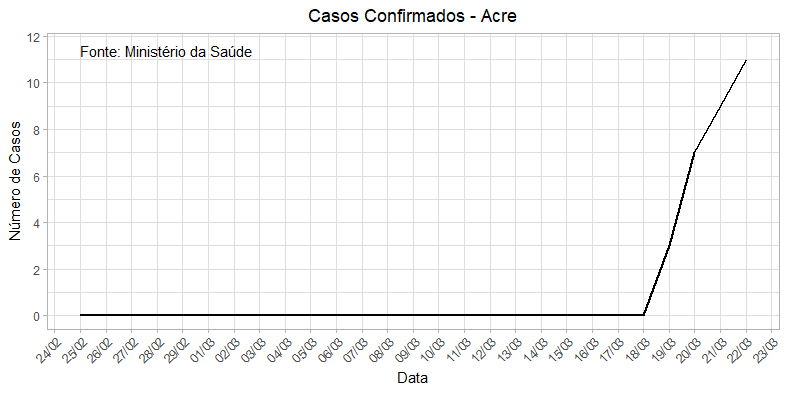 Casos Confirmados - Acre
Fonte: Ministério da Saúde
Número de Casos
12
10
8
6
4
2
0
24/02 25/02 26/02 27/02 28/02 29/02 01/03 02/03 03/03 04/03 05/03 06/03 07/03 08/03 09/03 10/03 11/03 12/03 13/03 14/03 15/03 16/03 17/03 18/03 19/03 20/03 21/03 22/03 23/03
Data